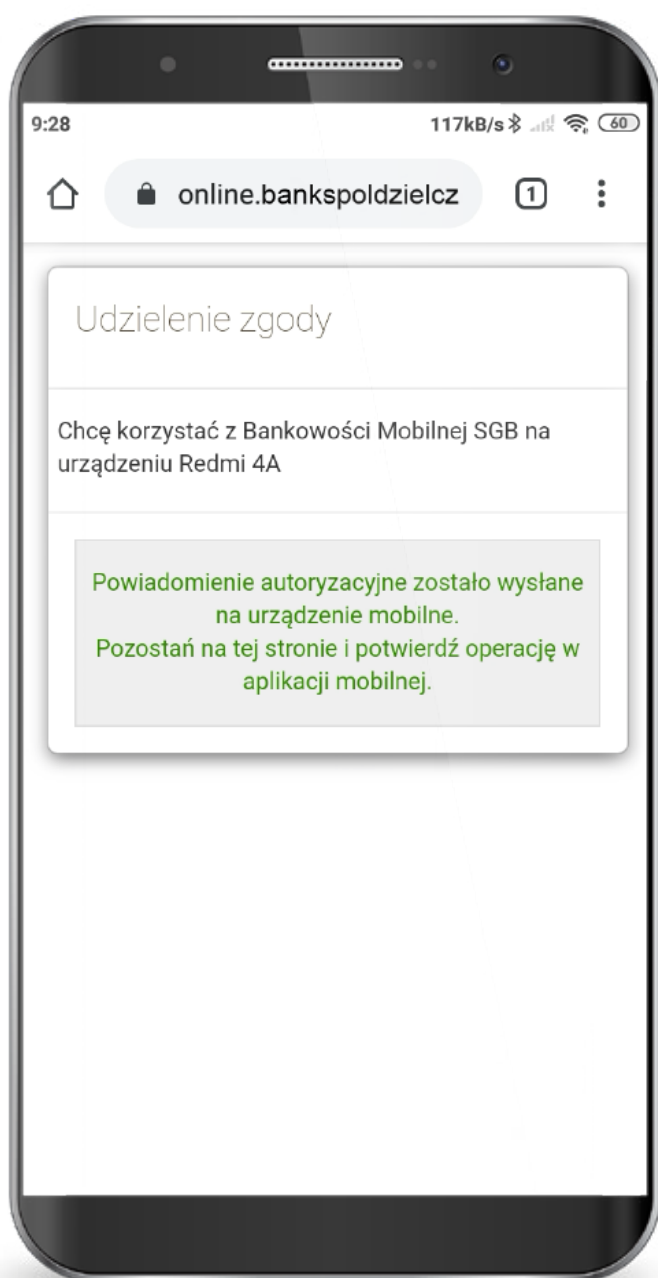 9:28
117kB/s
60
online.bankspoldzielcz
1
Udzielenie zgody
Chcę korzystać z Bankowości Mobilnej SGB na
urządzeniu Redmi 4A
Powiadomienie autoryzacyjne zostało wysłane
na urządzenie mobilne.
Pozostań na tej stronie i potwierdź operację w
aplikacji mobilnej.